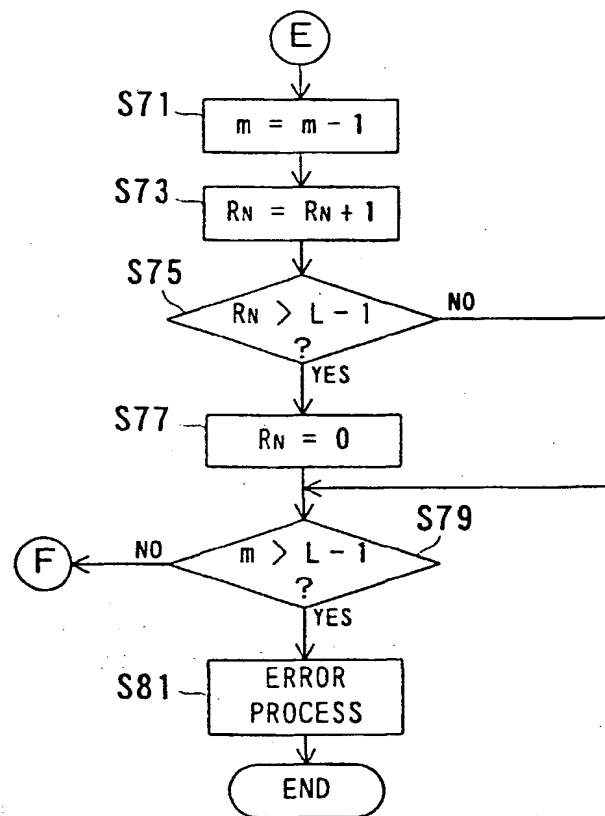 E
S71
m = m - 1
S73
RN = RN + 1
S75
RN > L - 1
?
NO
YES
S77
RN = 0
S79
F
NO
m > L - 1
?
YES
S81
ERROR
PROCESS
END